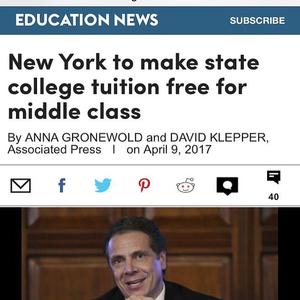 EDUCATION NEWS
SUBSCRIBE
New York to make state
college tuition free for
middle class
By ANNA GRONEWOLD and DAVID KLEPPER,
Associated Press I on April 9, 2017
40